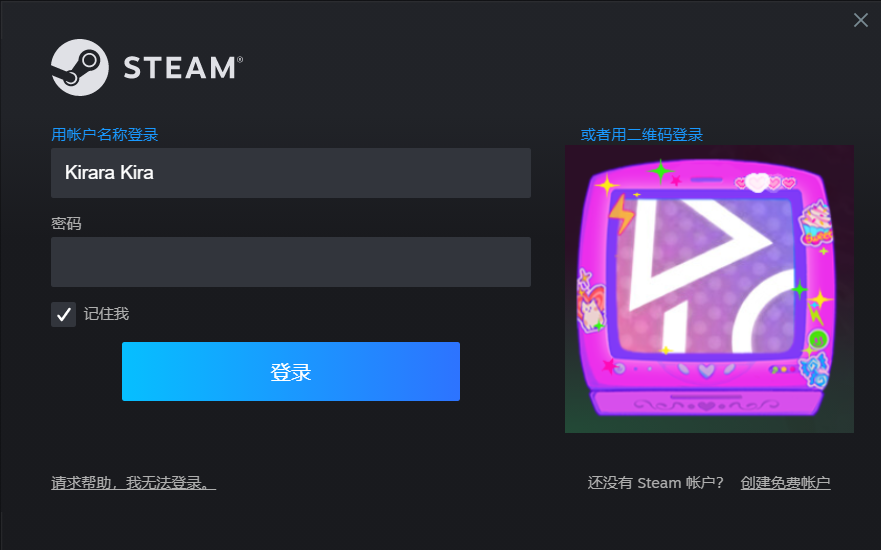 STEAM®
用帐户名称登录
或者用二维码登录
Kirara Kira
密码
记住我
登录
请求帮助，我无法登录。
还没有 Steam 帐户？ 创建免费帐户